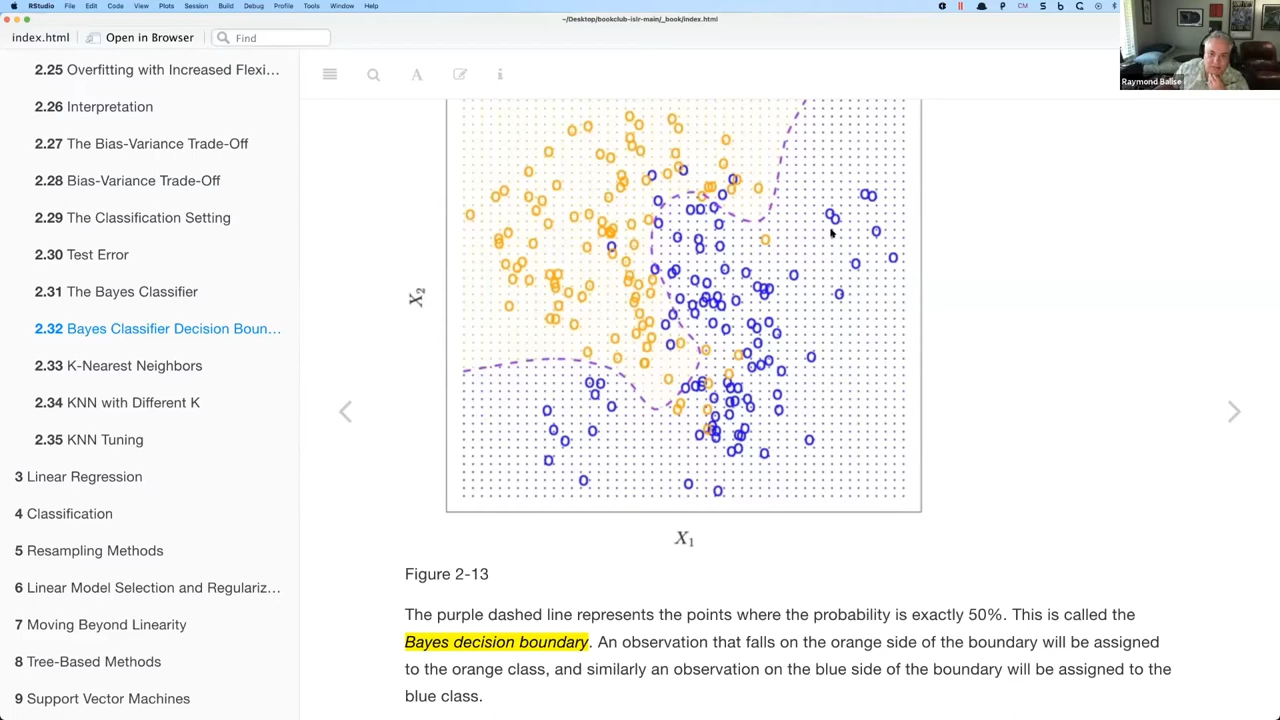 RStudio File Edit Code View Plots Session Build Debug Profile Tools Window Help
~/Desktop/bookclub-islr-main/_book/index.html
index.html Open in Browser Find
2.25 Overfitting with Increased Flexi…
2.26 Interpretation
2.27 The Bias-Variance Trade-Off
2.28 Bias-Variance Trade-Off
2.29 The Classification Setting
2.30 Test Error
2.31 The Bayes Classifier
2.32 Bayes Classifier Decision Boun…
2.33 K-Nearest Neighbors
2.34 KNN with Different K
2.35 KNN Tuning
3 Linear Regression
4 Classification
5 Resampling Methods
6 Linear Model Selection and Regulariz…
7 Moving Beyond Linearity
8 Tree-Based Methods
9 Support Vector Machines
Raymond Balise
X2
X1
Figure 2-13
The purple dashed line represents the points where the probability is exactly 50%. This is called the
Bayes decision boundary. An observation that falls on the orange side of the boundary will be assigned
to the orange class, and similarly an observation on the blue side of the boundary will be assigned to the
blue class.